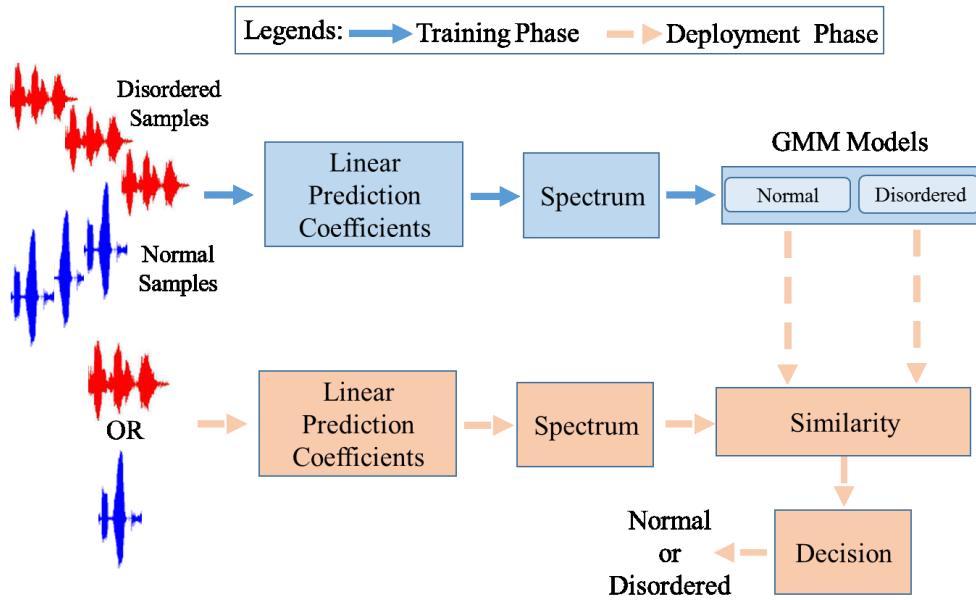 Legends: Training Phase Deployment Phase
Disordered
Samples
GMM Models
Linear
Prediction
Coefficients
Spectrum
Normal
Disordered
Normal
Samples
OR
Linear
Prediction
Coefficients
Spectrum
Similarity
Decision
Normal
or
Disordered